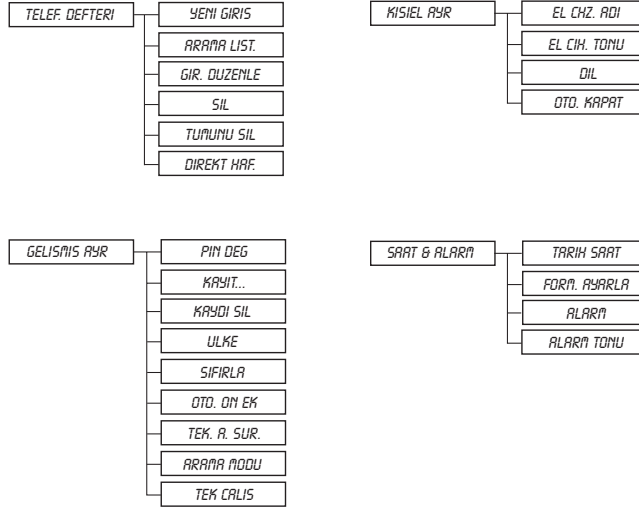 TELEF. DEFTERI
YENI GIRIS
ARAMA LIST.
GIR. DUZENLE
SIL
TUMUNU SIL
DIREKT HAF.
KISIEL AYR
EL CHZ. ADI
EL CIH. TONU
DIL
OTO. KAPAT
GELISMIS AYR
PIN DEG
KAYIT...
KAYDI SIL
ULKE
SIFIRLA
OTO. ON EK
TEK. A. SUR.
ARAMA MODU
TEK CALIS
SAAT & ALARM
TARIH SAAT
FORM. AYARLA
ALARM
ALARM TONU